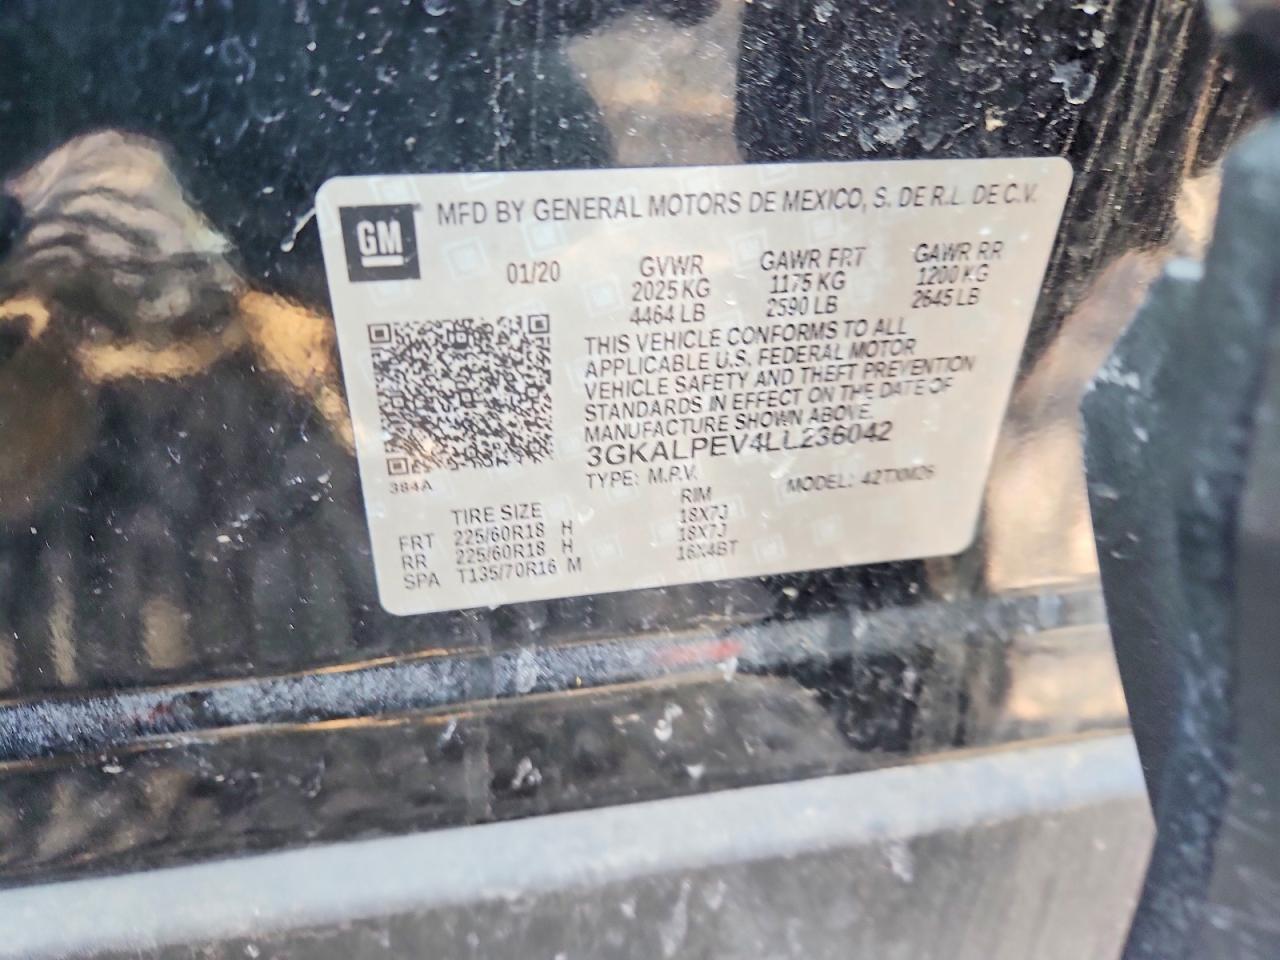 GM MFD BY GENERAL MOTORS DE MEXICO, S. DE R.L. DE C.V.
01/20 GVWR GAWR FRT GAWR RR
2025 KG 1175 KG 1200 KG
4464 LB 2590 LB 2645 LB
THIS VEHICLE CONFORMS TO ALL
APPLICABLE U.S. FEDERAL MOTOR
VEHICLE SAFETY AND THEFT PREVENTION
STANDARDS IN EFFECT ON THE DATE OF
MANUFACTURE SHOWN ABOVE.
3GKALPEV4LL236042
384A
TYPE: M.P.V. MODEL: 42TXM26
TIRE SIZE RIM
FRT 225/60R18 H 18X7J
RR 225/60R18 H 18X7J
SPA T135/70R16 M 16X4BT